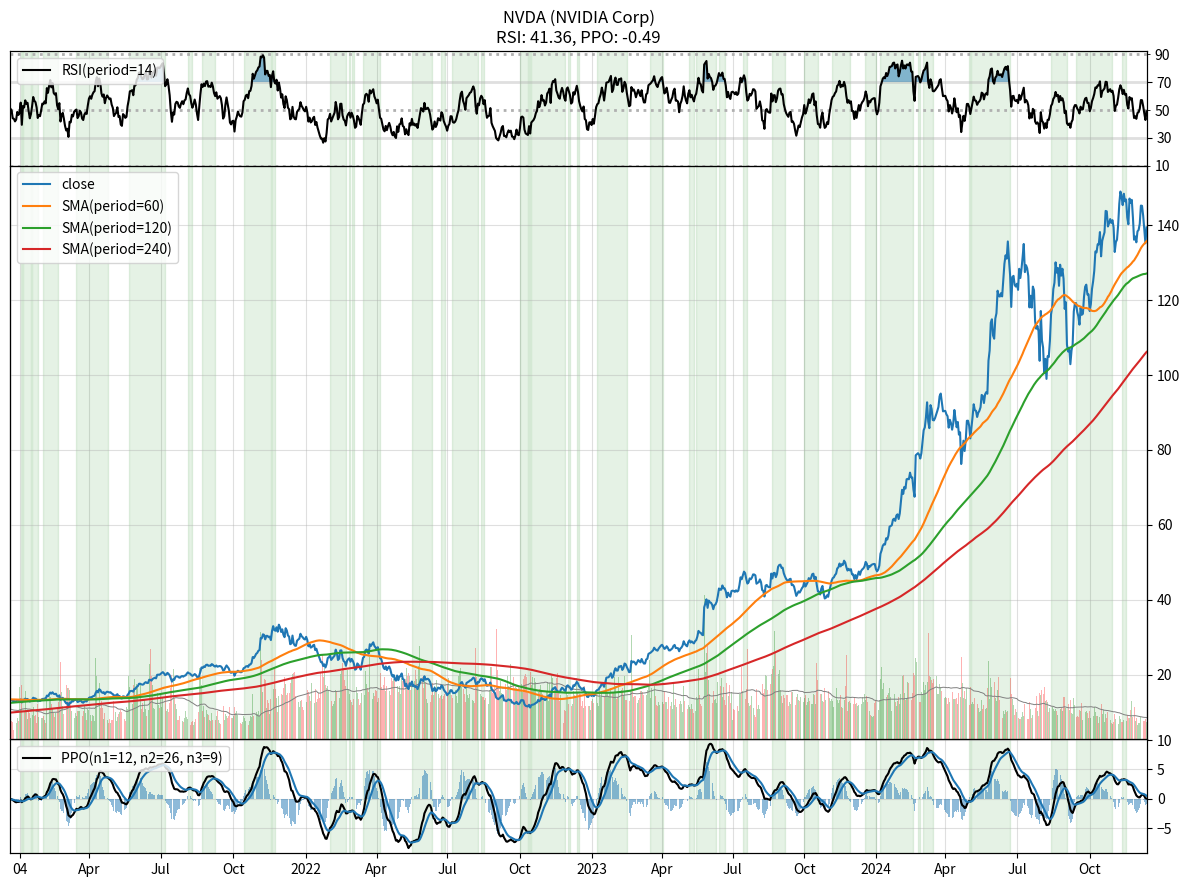 NVDA (NVIDIA Corp)
RSI: 41.36, PPO: -0.49
RSI(period=14)
90
70
50
30
10
close
SMA(period=60)
SMA(period=120)
SMA(period=240)
140
120
100
80
60
40
20
PPO(n1=12, n2=26, n3=9)
10
5
0
−5
04 Apr Jul Oct 2022 Apr Jul Oct 2023 Apr Jul Oct 2024 Apr Jul Oct